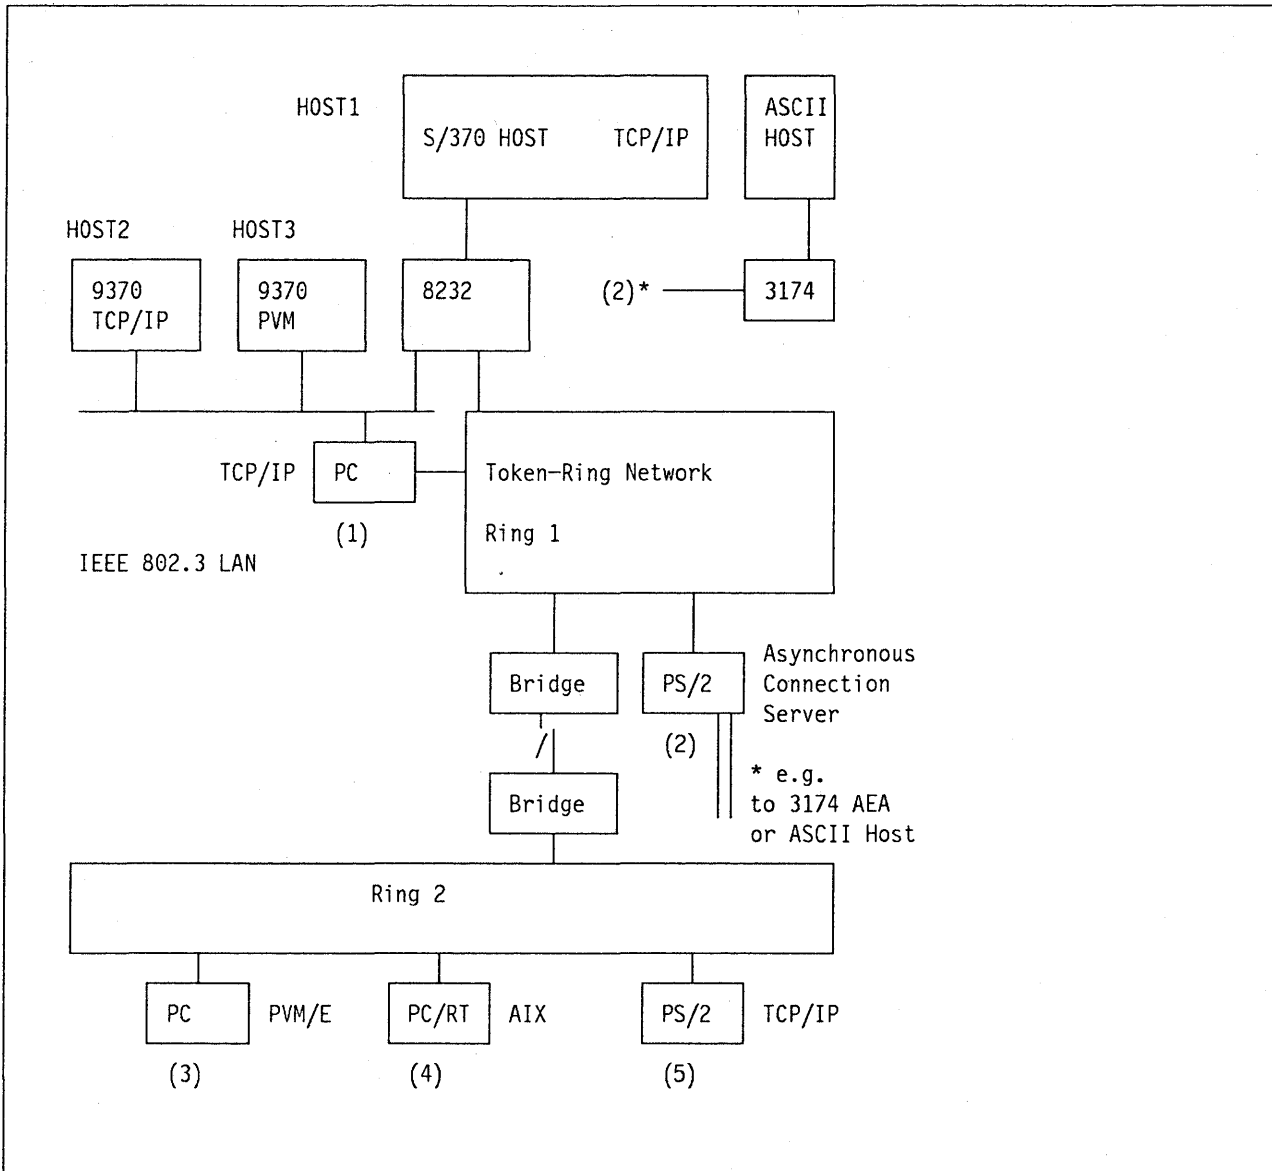 HOST1
S/370 HOST TCP/IP
ASCII
HOST
HOST2
HOST3
9370
TCP/IP
9370
PVM
8232
(2)*
3174
TCP/IP
PC
(1)
Token-Ring Network
Ring 1
IEEE 802.3 LAN
Bridge
PS/2
Asynchronous
Connection
Server
/
(2)
* e.g.
to 3174 AEA
or ASCII Host
Bridge
Ring 2
PC
PVM/E
PC/RT
AIX
PS/2
TCP/IP
(3)
(4)
(5)